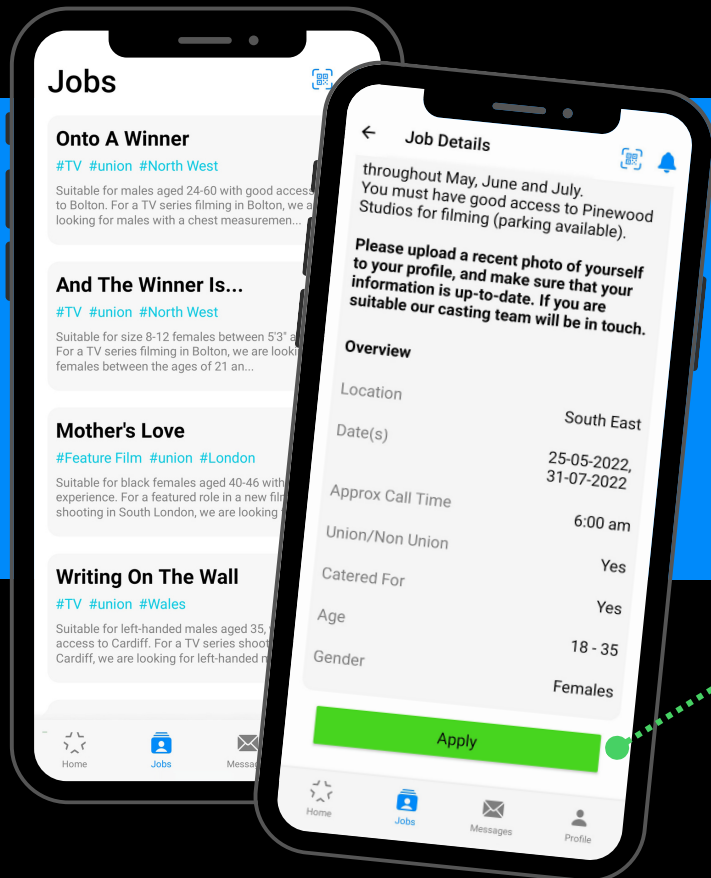 Jobs
Onto A Winner
#TV #union #North West
Suitable for males aged 24-60 with good access
to Bolton. For a TV series filming in Bolton, we a
looking for males with a chest measuremen...
And The Winner Is...
#TV #union #North West
Suitable for size 8-12 females between 5'3" a
For a TV series filming in Bolton, we are looki
females between the ages of 21 an...
Mother's Love
#Feature Film #union #London
Suitable for black females aged 40-46 with
experience. For a featured role in a new film
shooting in South London, we are looking
Writing On The Wall
#TV #union #Wales
Suitable for left-handed males aged 35,
access to Cardiff. For a TV series shoot
Cardiff, we are looking for left-handed m
Home
Jobs
Messag
Job Details
throughout May, June and July.
You must have good access to Pinewood
Studios for filming (parking available).
Please upload a recent photo of yourself
to your profile, and make sure that your
information is up-to-date. If you are
suitable our casting team will be in touch.
Overview
Location
South East
Date(s)
25-05-2022,
31-07-2022
Approx Call Time
6:00 am
Union/Non Union
Yes
Catered For
Yes
Age
18 - 35
Gender
Females
Apply
Home
Jobs
Messages
Profile